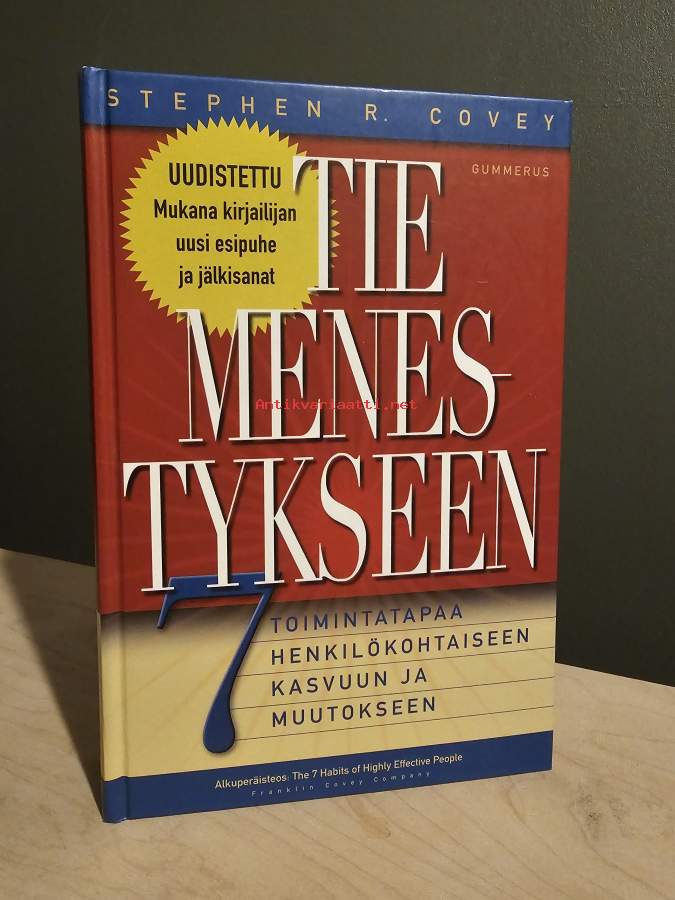 STEPHEN R. COVEY
GUMMERUS
UUDISTETTU
Mukana kirjailijan
uusi esipuhe
ja jälkisanat
TIE
MENES-
TYKSEEN
Antikvariaatti.net
7
TOIMINTATAPAA
HENKILÖKOHTAISEEN
KASVUUN JA
MUUTOKSEEN
Alkuperäisteos: The 7 Habits of Highly Effective People
Franklin Covey Company